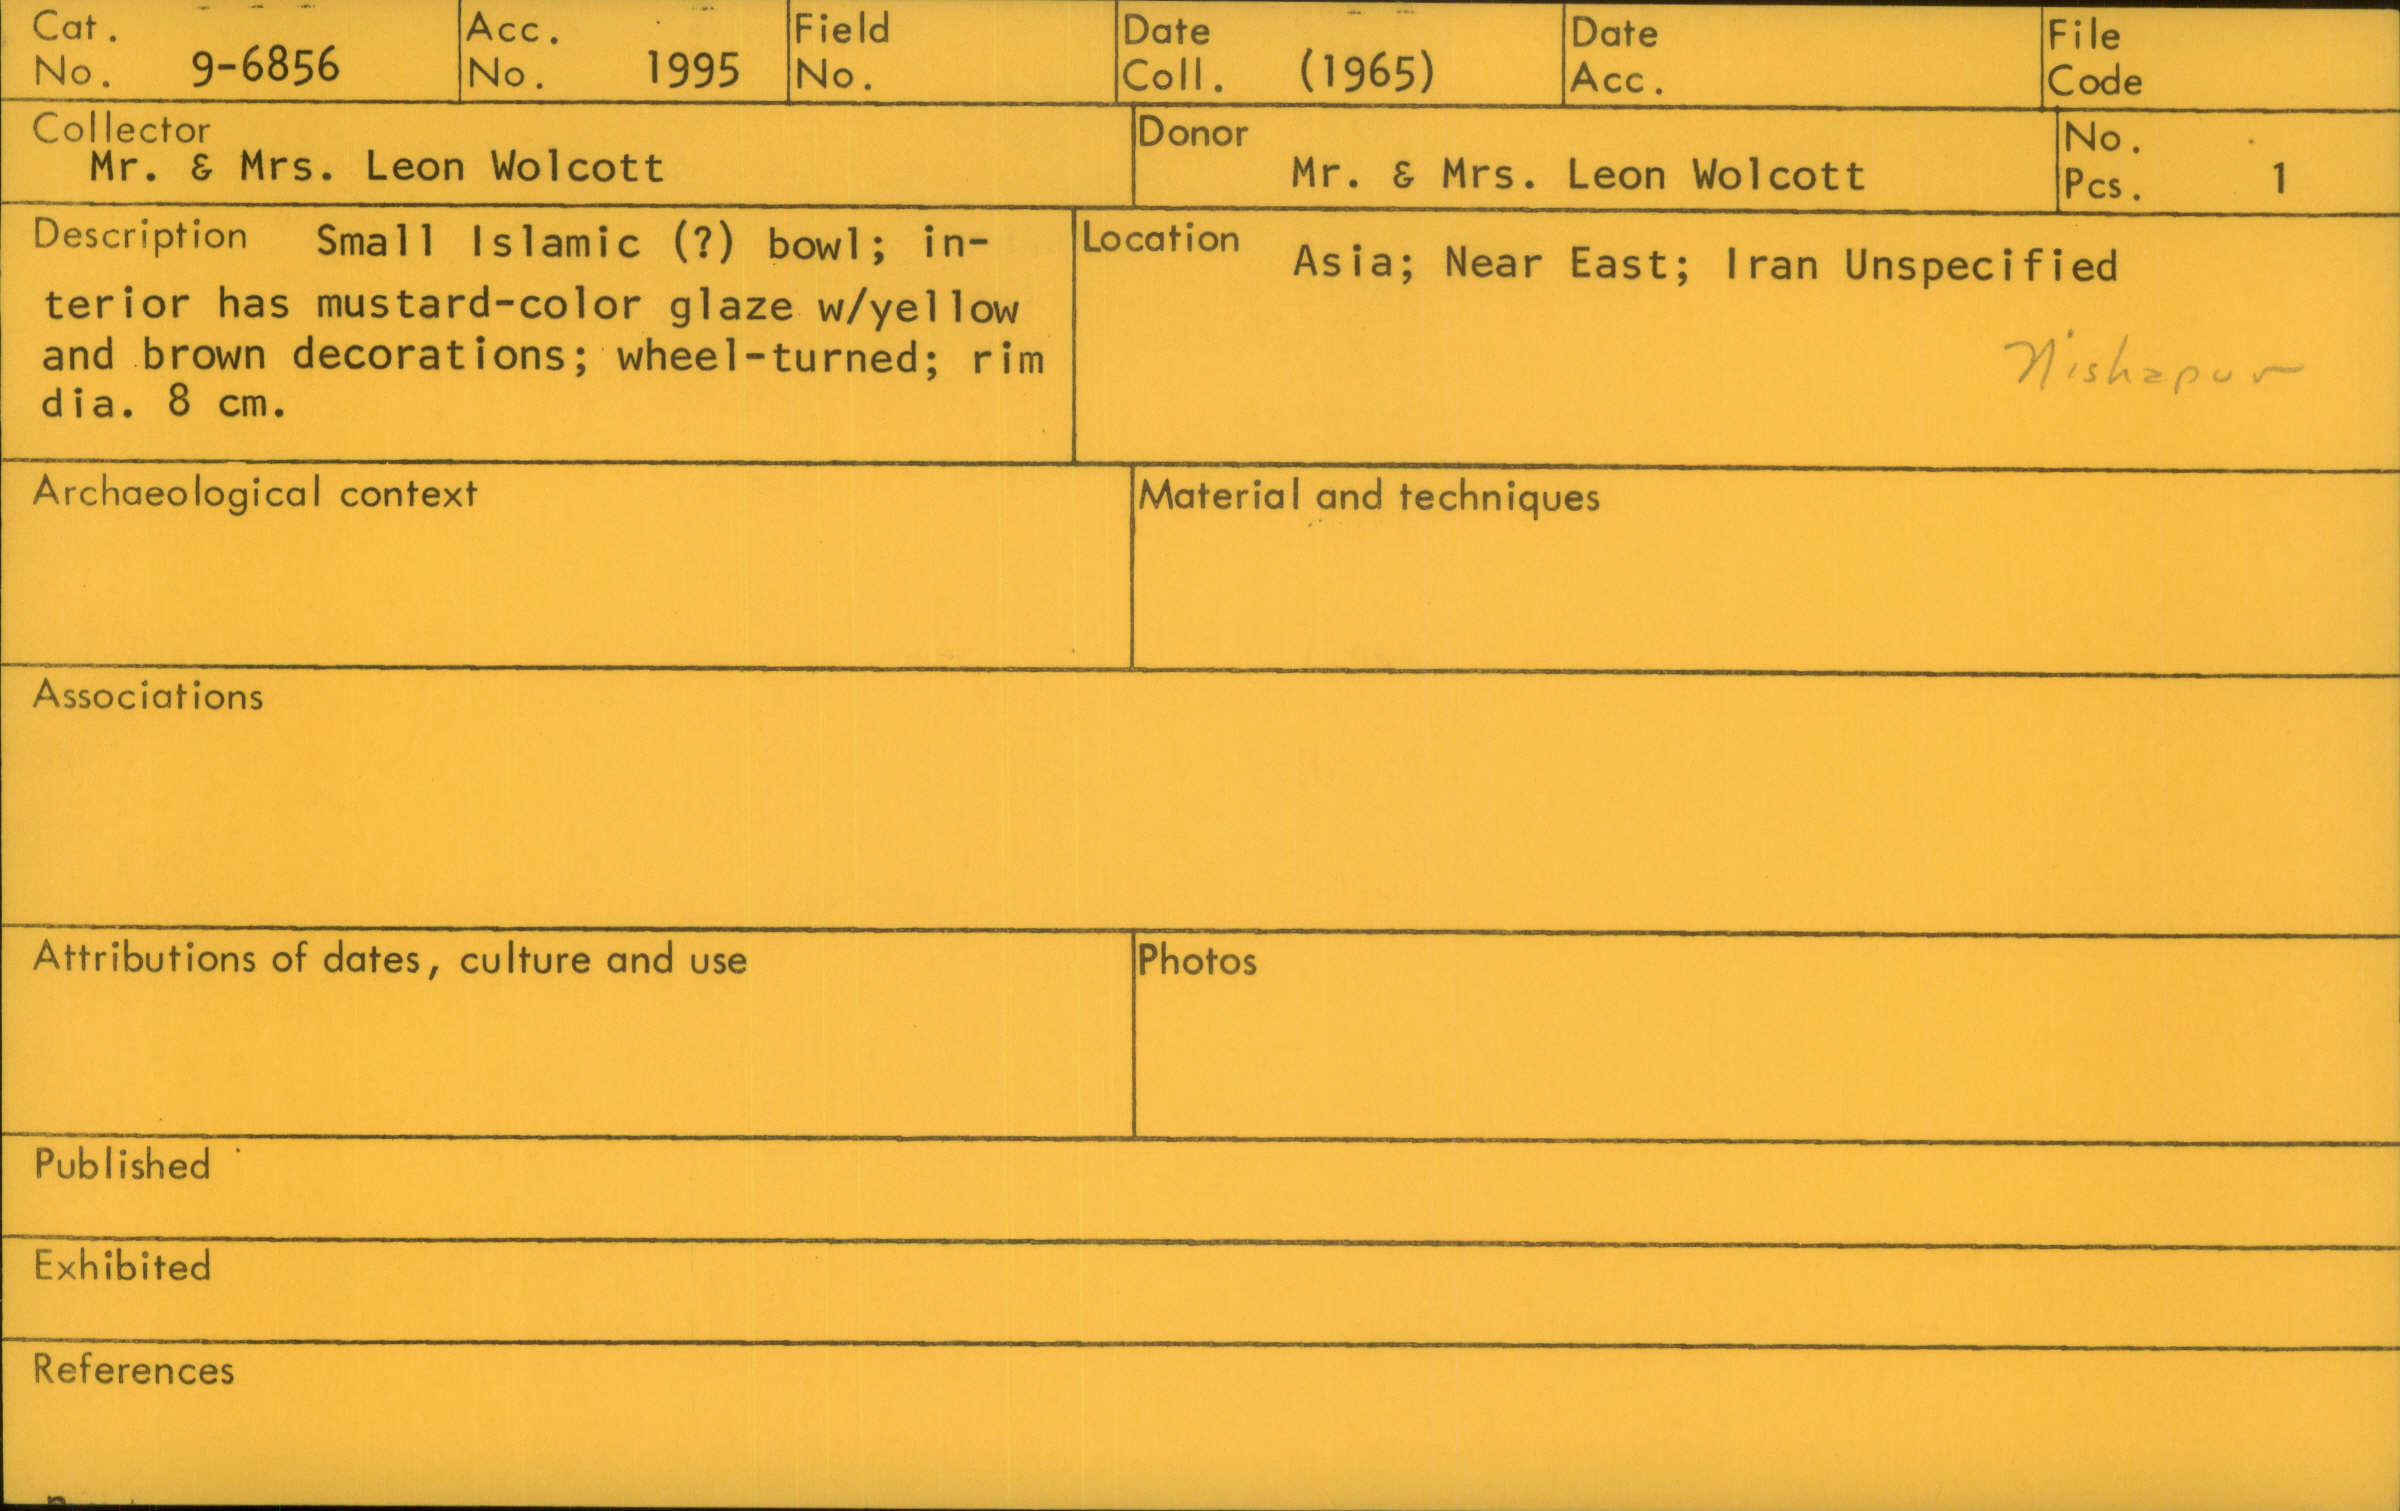 Cat. No. 9-6856
Acc. No. 1995
Field No.
Date Coll. (1965)
Date Acc.
File Code
Collector
Mr. & Mrs. Leon Wolcott
Donor
Mr. & Mrs. Leon Wolcott
No. Pcs. 1
Description Small Islamic (?) bowl; in-
terior has mustard-color glaze w/yellow
and brown decorations; wheel-turned; rim
dia. 8 cm.
Location Asia; Near East; Iran Unspecified
Nishapur
Archaeological context
Material and techniques
Associations
Attributions of dates, culture and use
Photos
Published
Exhibited
References